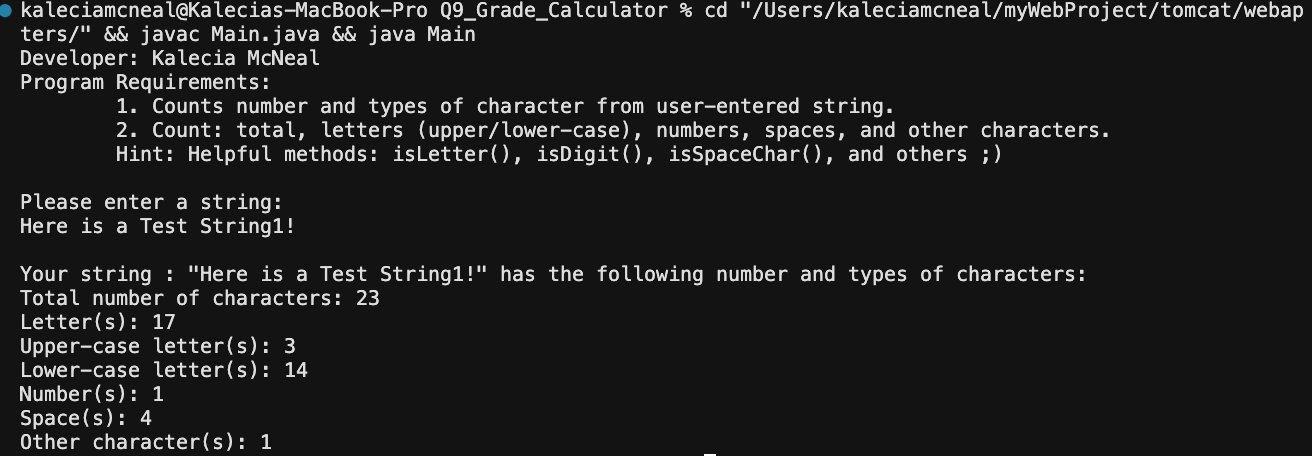 kaleciamcneal@Kalecias-MacBook-Pro Q9_Grade_Calculator % cd "/Users/kaleciamcneal/myWebProject/tomcat/webap
ters/" && javac Main.java && java Main
Developer: Kalecia McNeal
Program Requirements:
        1. Counts number and types of character from user-entered string.
        2. Count: total, letters (upper/lower-case), numbers, spaces, and other characters.
        Hint: Helpful methods: isLetter(), isDigit(), isSpaceChar(), and others ;)

Please enter a string:
Here is a Test String1!

Your string : "Here is a Test String1!" has the following number and types of characters:
Total number of characters: 23
Letter(s): 17
Upper-case letter(s): 3
Lower-case letter(s): 14
Number(s): 1
Space(s): 4
Other character(s): 1